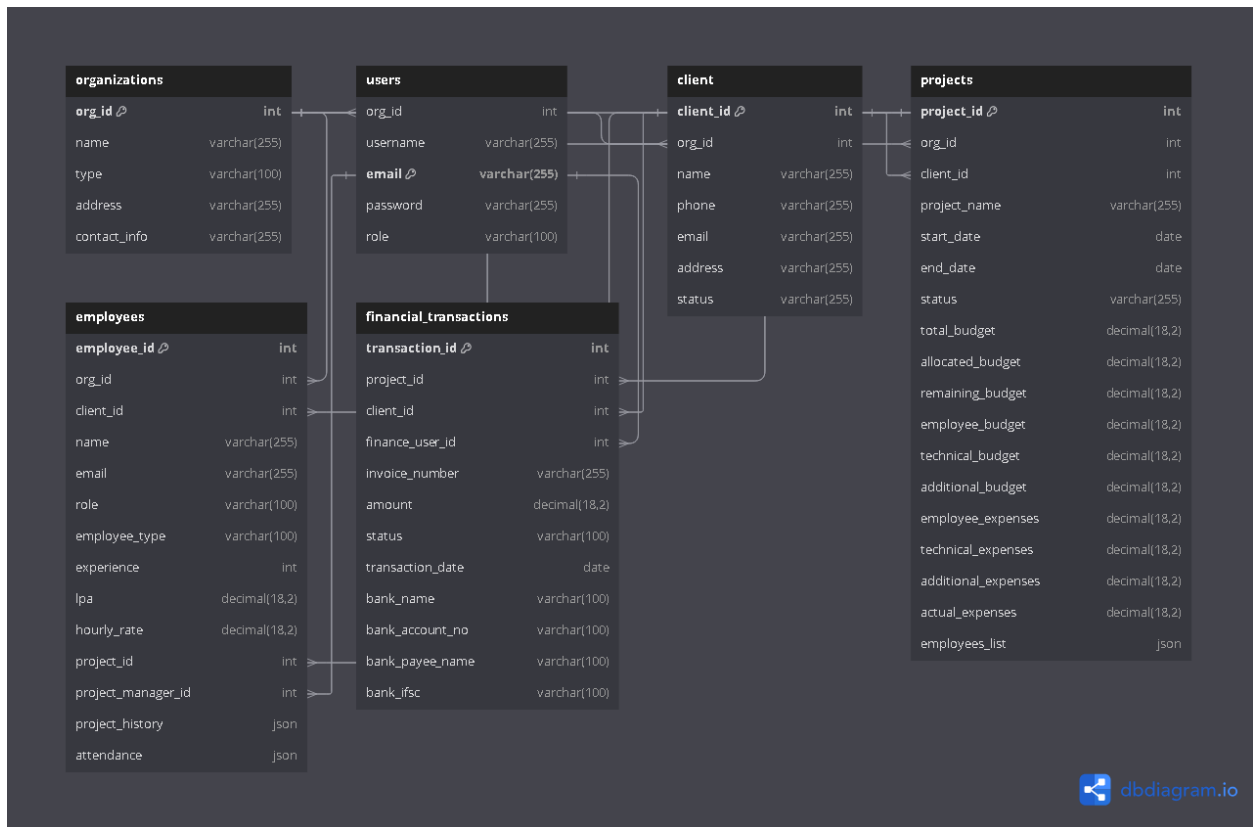 organizations
org_id int
name varchar(255)
type varchar(100)
address varchar(255)
contact_info varchar(255)
users
org_id int
username varchar(255)
email varchar(255)
password varchar(255)
role varchar(100)
client
client_id int
org_id int
name varchar(255)
phone varchar(255)
email varchar(255)
address varchar(255)
status varchar(255)
projects
project_id int
org_id int
client_id int
project_name varchar(255)
start_date date
end_date date
status varchar(255)
total_budget decimal(18,2)
allocated_budget decimal(18,2)
remaining_budget decimal(18,2)
employee_budget decimal(18,2)
technical_budget decimal(18,2)
additional_budget decimal(18,2)
employee_expenses decimal(18,2)
technical_expenses decimal(18,2)
additional_expenses decimal(18,2)
actual_expenses decimal(18,2)
employees_list json
employees
employee_id int
org_id int
client_id int
name varchar(255)
email varchar(255)
role varchar(100)
employee_type varchar(100)
experience int
lpa decimal(18,2)
hourly_rate decimal(18,2)
project_id int
project_manager_id int
project_history json
attendance json
financial_transactions
transaction_id int
project_id int
client_id int
finance_user_id int
invoice_number varchar(255)
amount decimal(18,2)
status varchar(100)
transaction_date date
bank_name varchar(100)
bank_account_no varchar(100)
bank_payee_name varchar(100)
bank_ifsc varchar(100)
dbdiagram.io